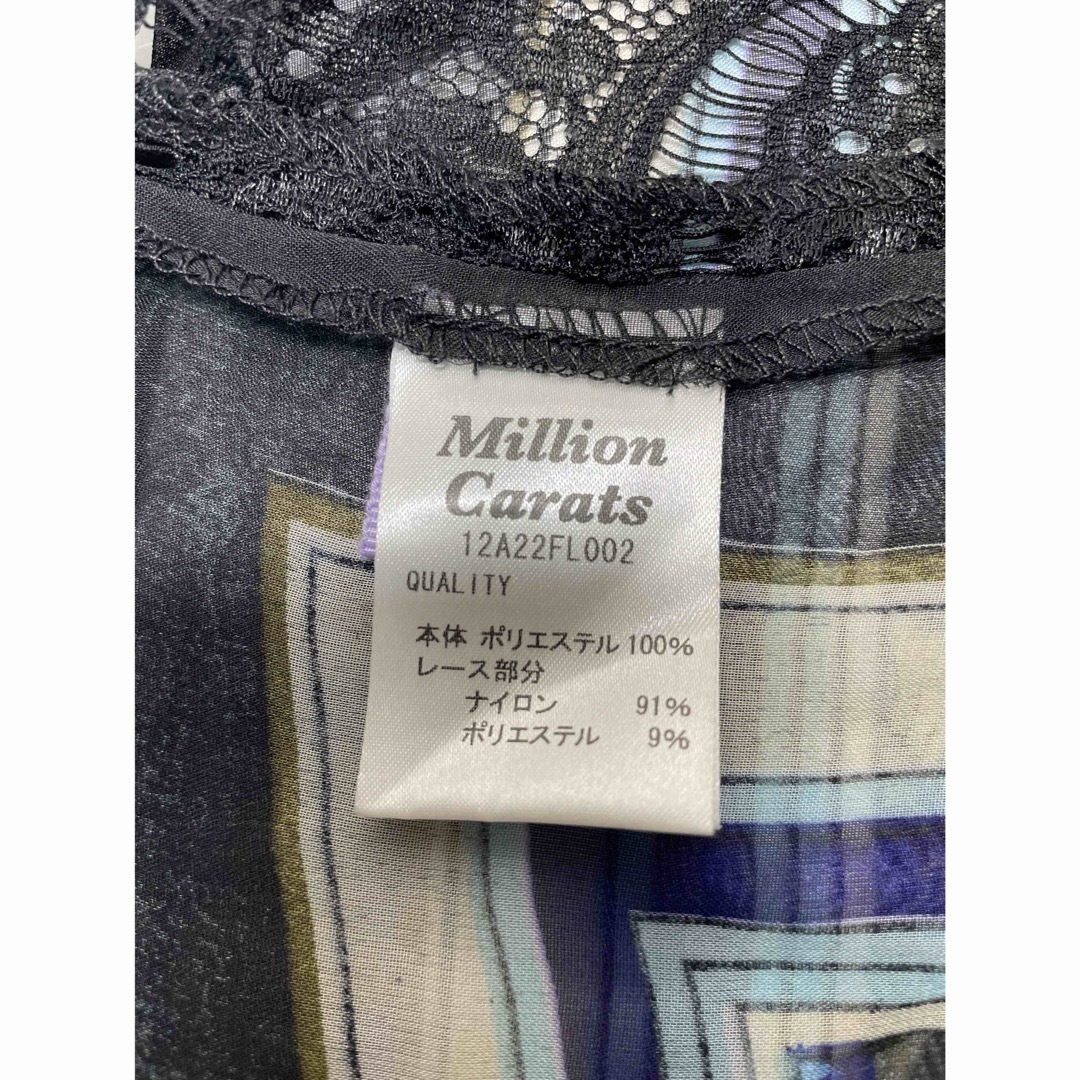 Million
Carats
12A22FL002
QUALITY
本体 ポリエステル 100%
レース部分
ナイロン 91%
ポリエステル 9%